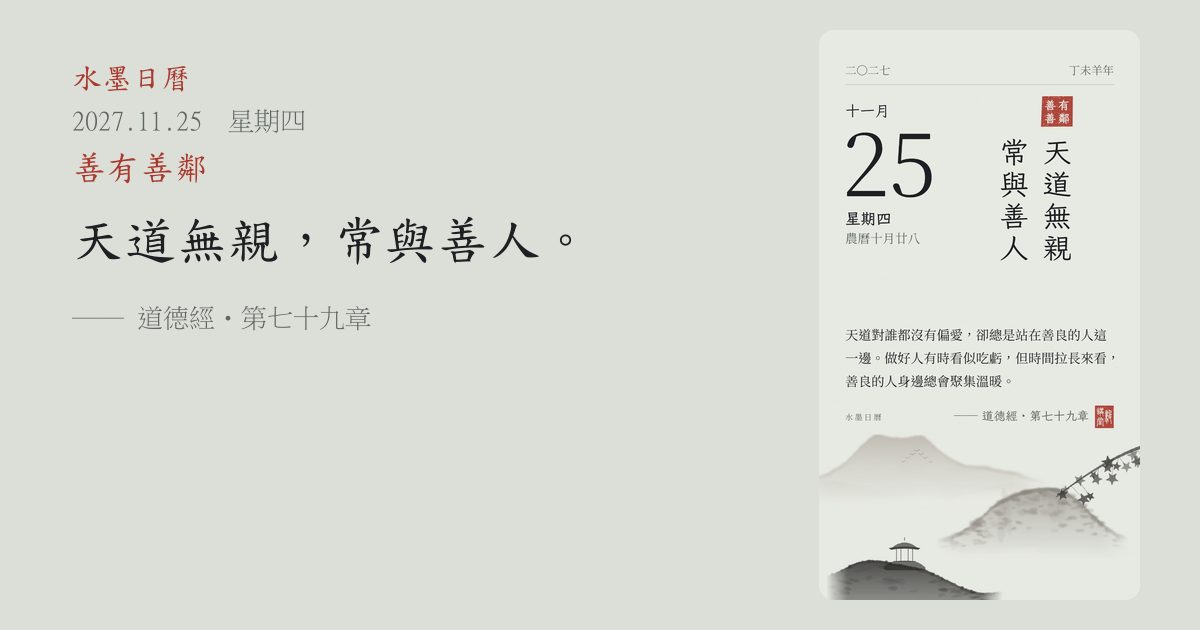 水墨日曆
2027.11.25 星期四
善有善鄰
天道無親，常與善人。
—— 道德經・第七十九章
二〇二七
丁未羊年
十一月
25
星期四
農曆十月廿八
有鄰
善善
天道無親
常與善人
天道對誰都沒有偏愛，卻總是站在善良的人這
一邊。做好人有時看似吃虧，但時間拉長來看，
善良的人身邊總會聚集溫暖。
水墨日曆
—— 道德經・第七十九章